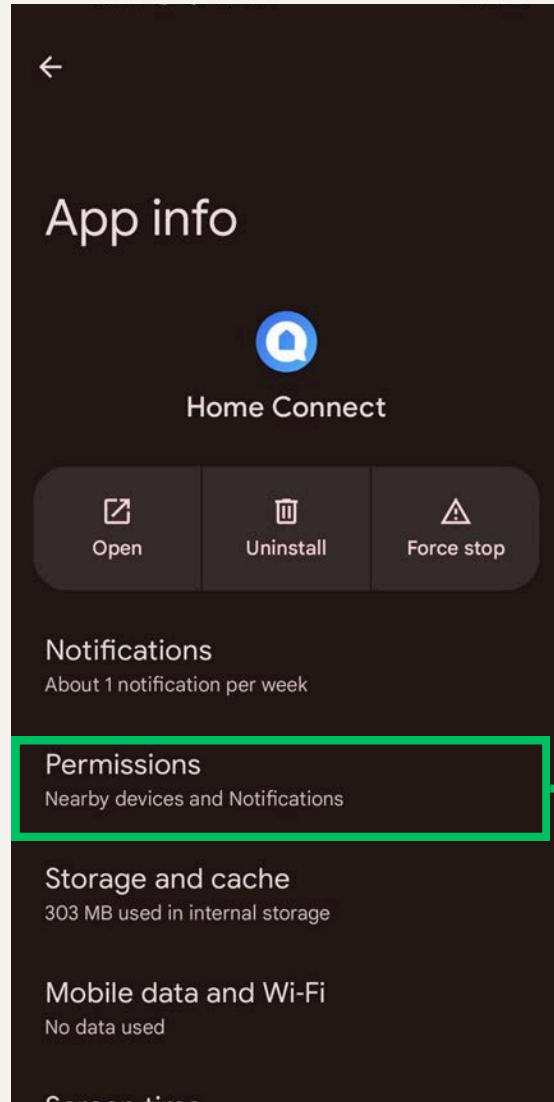 App info
Home Connect
Open
Uninstall
Force stop
Notifications
About 1 notification per week
Permissions
Nearby devices and Notifications
Storage and cache
303 MB used in internal storage
Mobile data and Wi-Fi
No data used